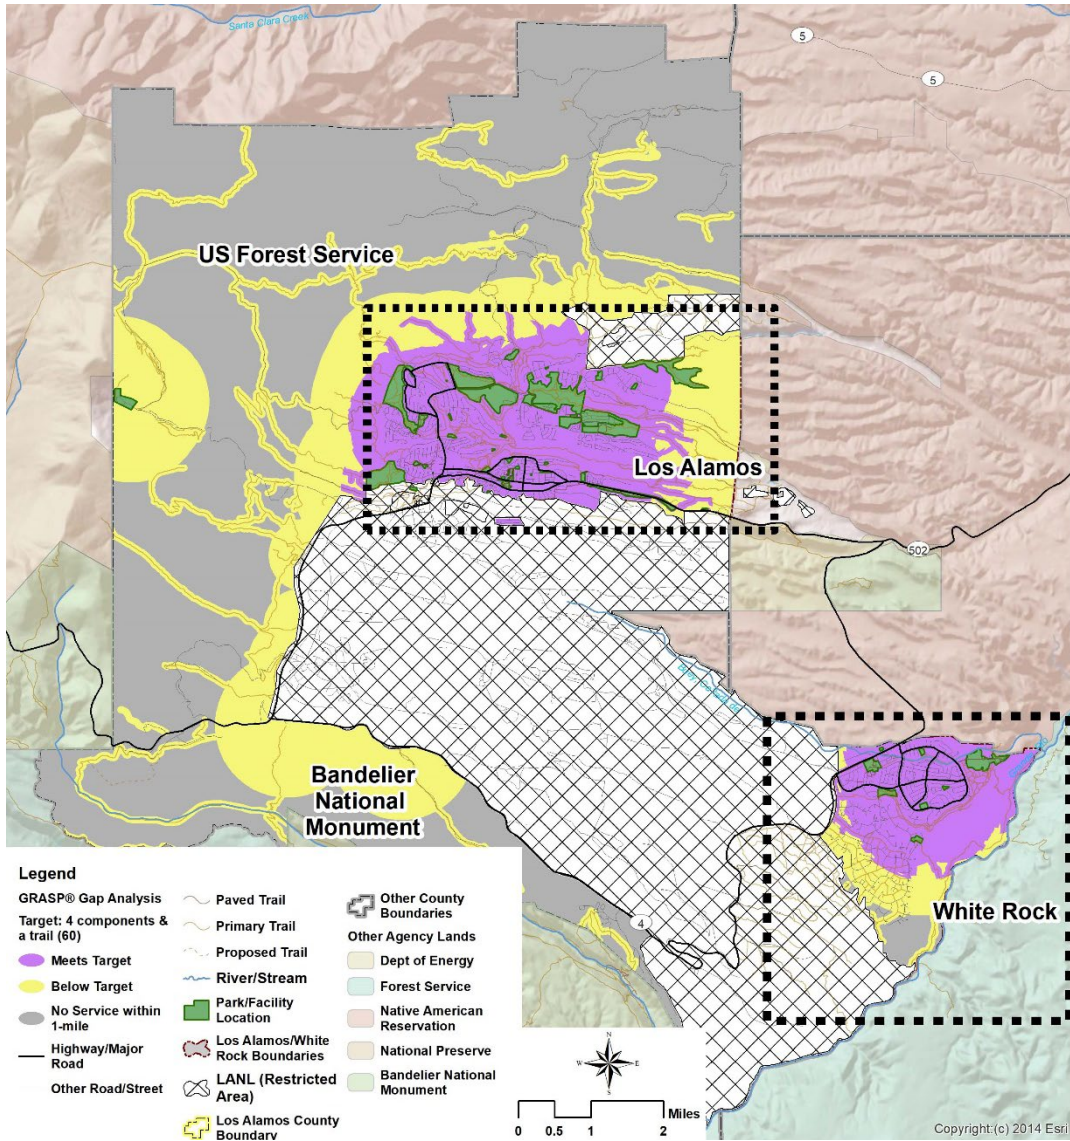 Santa Clara Creek
5
5
US Forest Service
Los Alamos
502
Bandelier
National
Monument
White Rock
4
Legend
GRASP® Gap Analysis
Target: 4 components &
a trail (60)
Meets Target
Below Target
No Service within
1-mile
Highway/Major
Road
Other Road/Street
Paved Trail
Primary Trail
Proposed Trail
River/Stream
Park/Facility
Location
Los Alamos/White
Rock Boundaries
LANL (Restricted
Area)
Los Alamos County
Boundary
Other County
Boundaries
Other Agency Lands
Dept of Energy
Forest Service
Native American
Reservation
National Preserve
Bandelier National
Monument
N
W
E
S
Miles
0 0.5 1 2
Copyright:(c) 2014 Esri